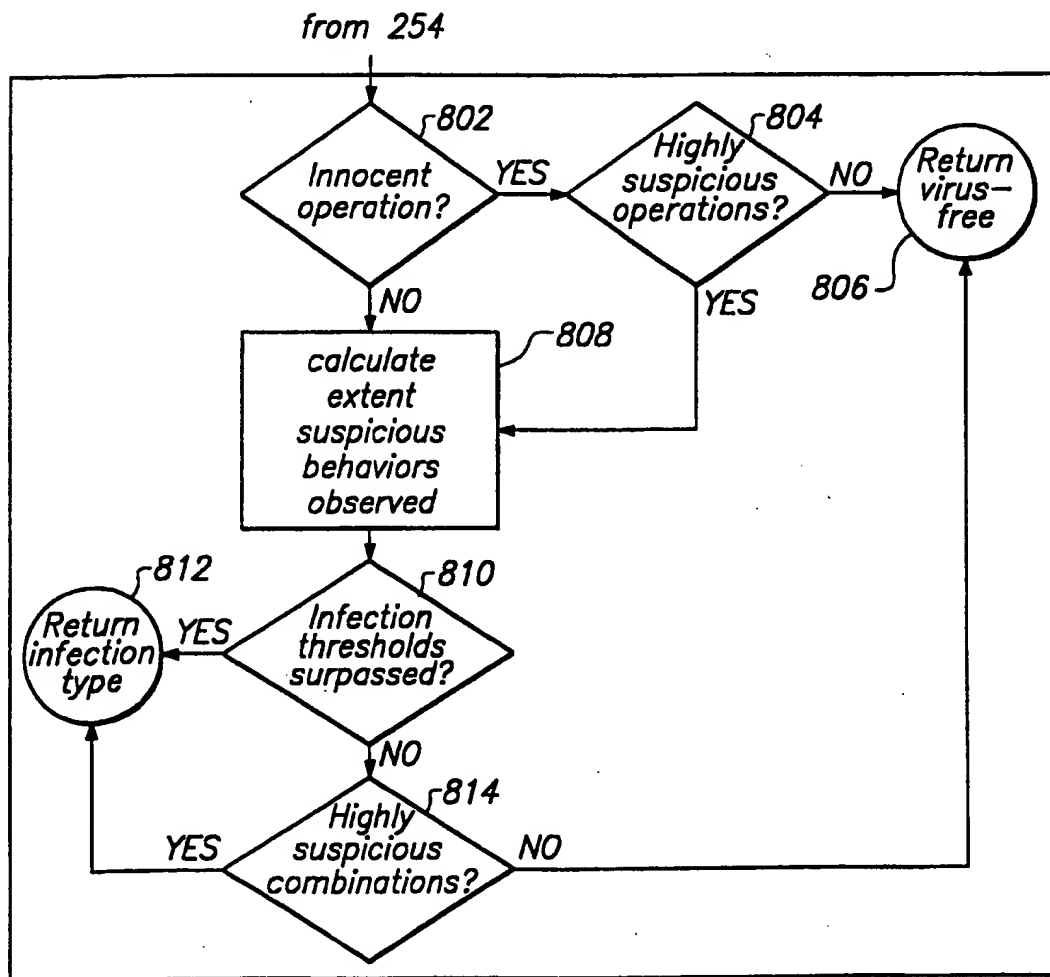 from 254
802
Innocent
operation?
YES
804
Highly
suspicious
operations?
NO
Return
virus-
free
806
NO
YES
808
calculate
extent
suspicious
behaviors
observed
810
Infection
thresholds
surpassed?
YES
812
Return
infection
type
NO
814
Highly
suspicious
combinations?
YES
NO